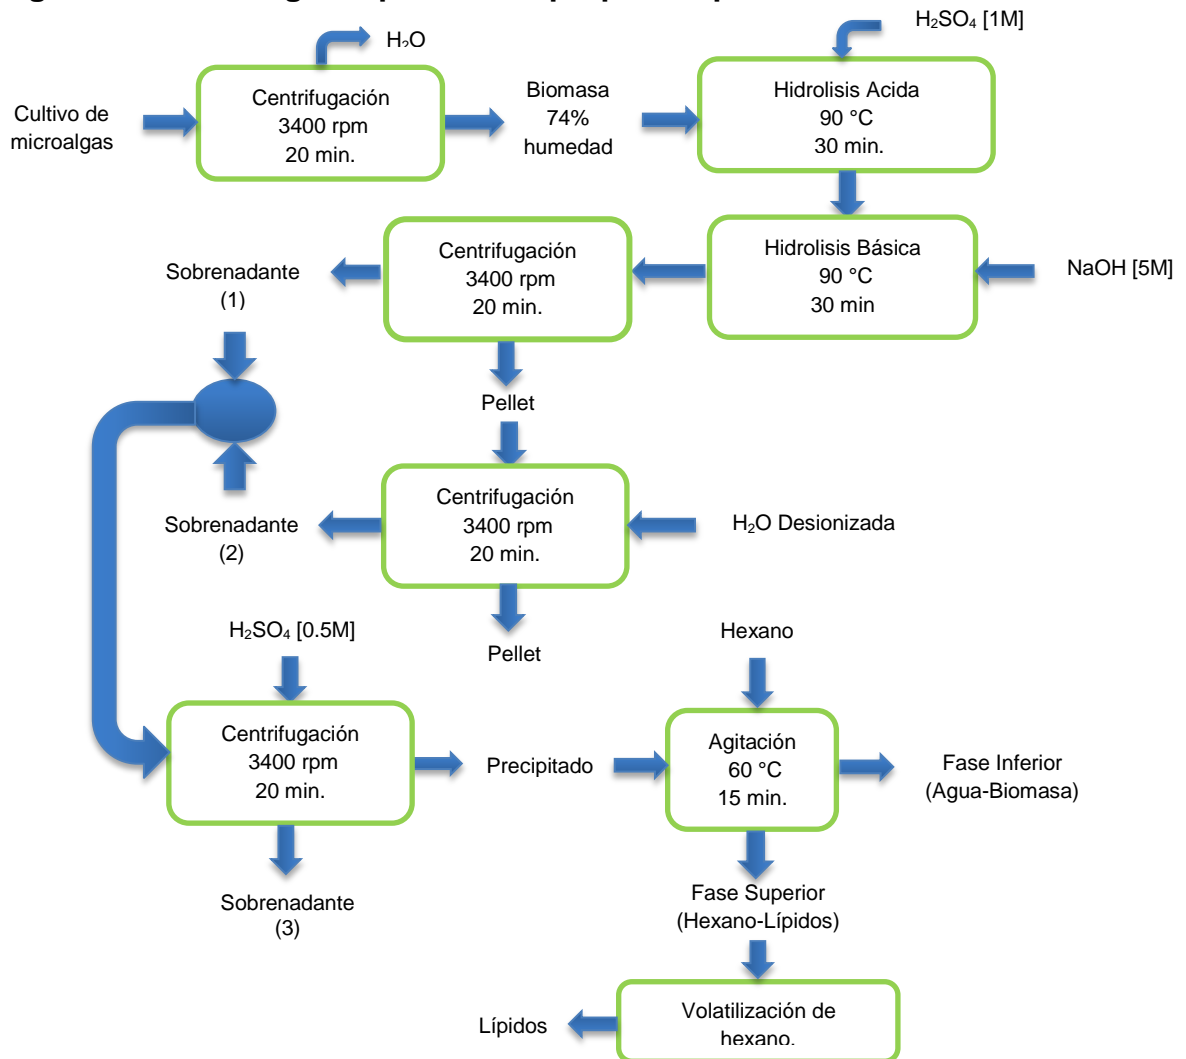 H₂SO₄ [1M]
H₂O
Cultivo de
microalgas
Centrifugación
3400 rpm
20 min.
Biomasa
74%
humedad
Hidrolisis Acida
90 °C
30 min.
Sobrenadante
(1)
Centrifugación
3400 rpm
20 min.
Hidrolisis Básica
90 °C
30 min
NaOH [5M]
Pellet
Sobrenadante
(2)
Centrifugación
3400 rpm
20 min.
H₂O Desionizada
Pellet
H₂SO₄ [0.5M]
Hexano
Centrifugación
3400 rpm
20 min.
Precipitado
Agitación
60 °C
15 min.
Fase Inferior
(Agua-Biomasa)
Sobrenadante
(3)
Fase Superior
(Hexano-Lípidos)
Lípidos
Volatilización de
hexano.